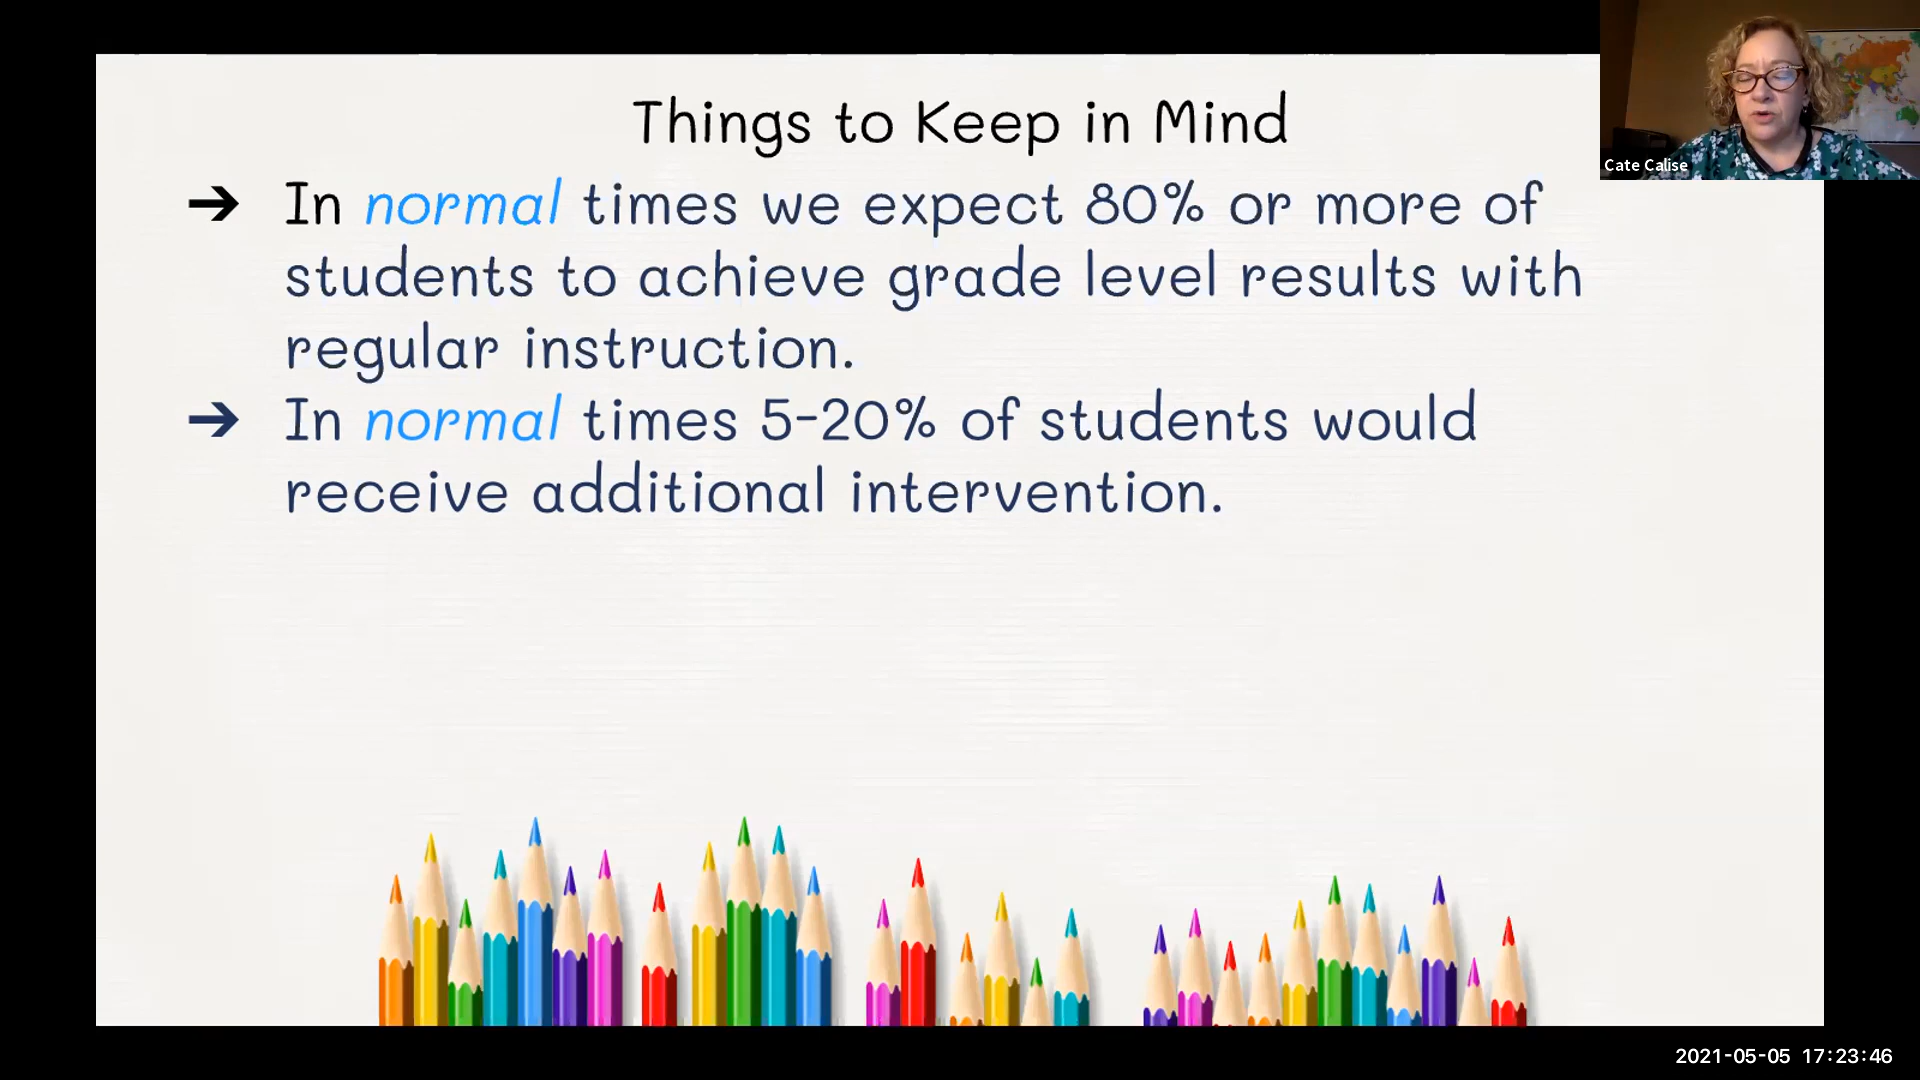 Things to Keep in Mind
➔ In normal times we expect 80% or more of
students to achieve grade level results with
regular instruction.
➔ In normal times 5-20% of students would
receive additional intervention.
Cate Calise
2021-05-05 17:23:46